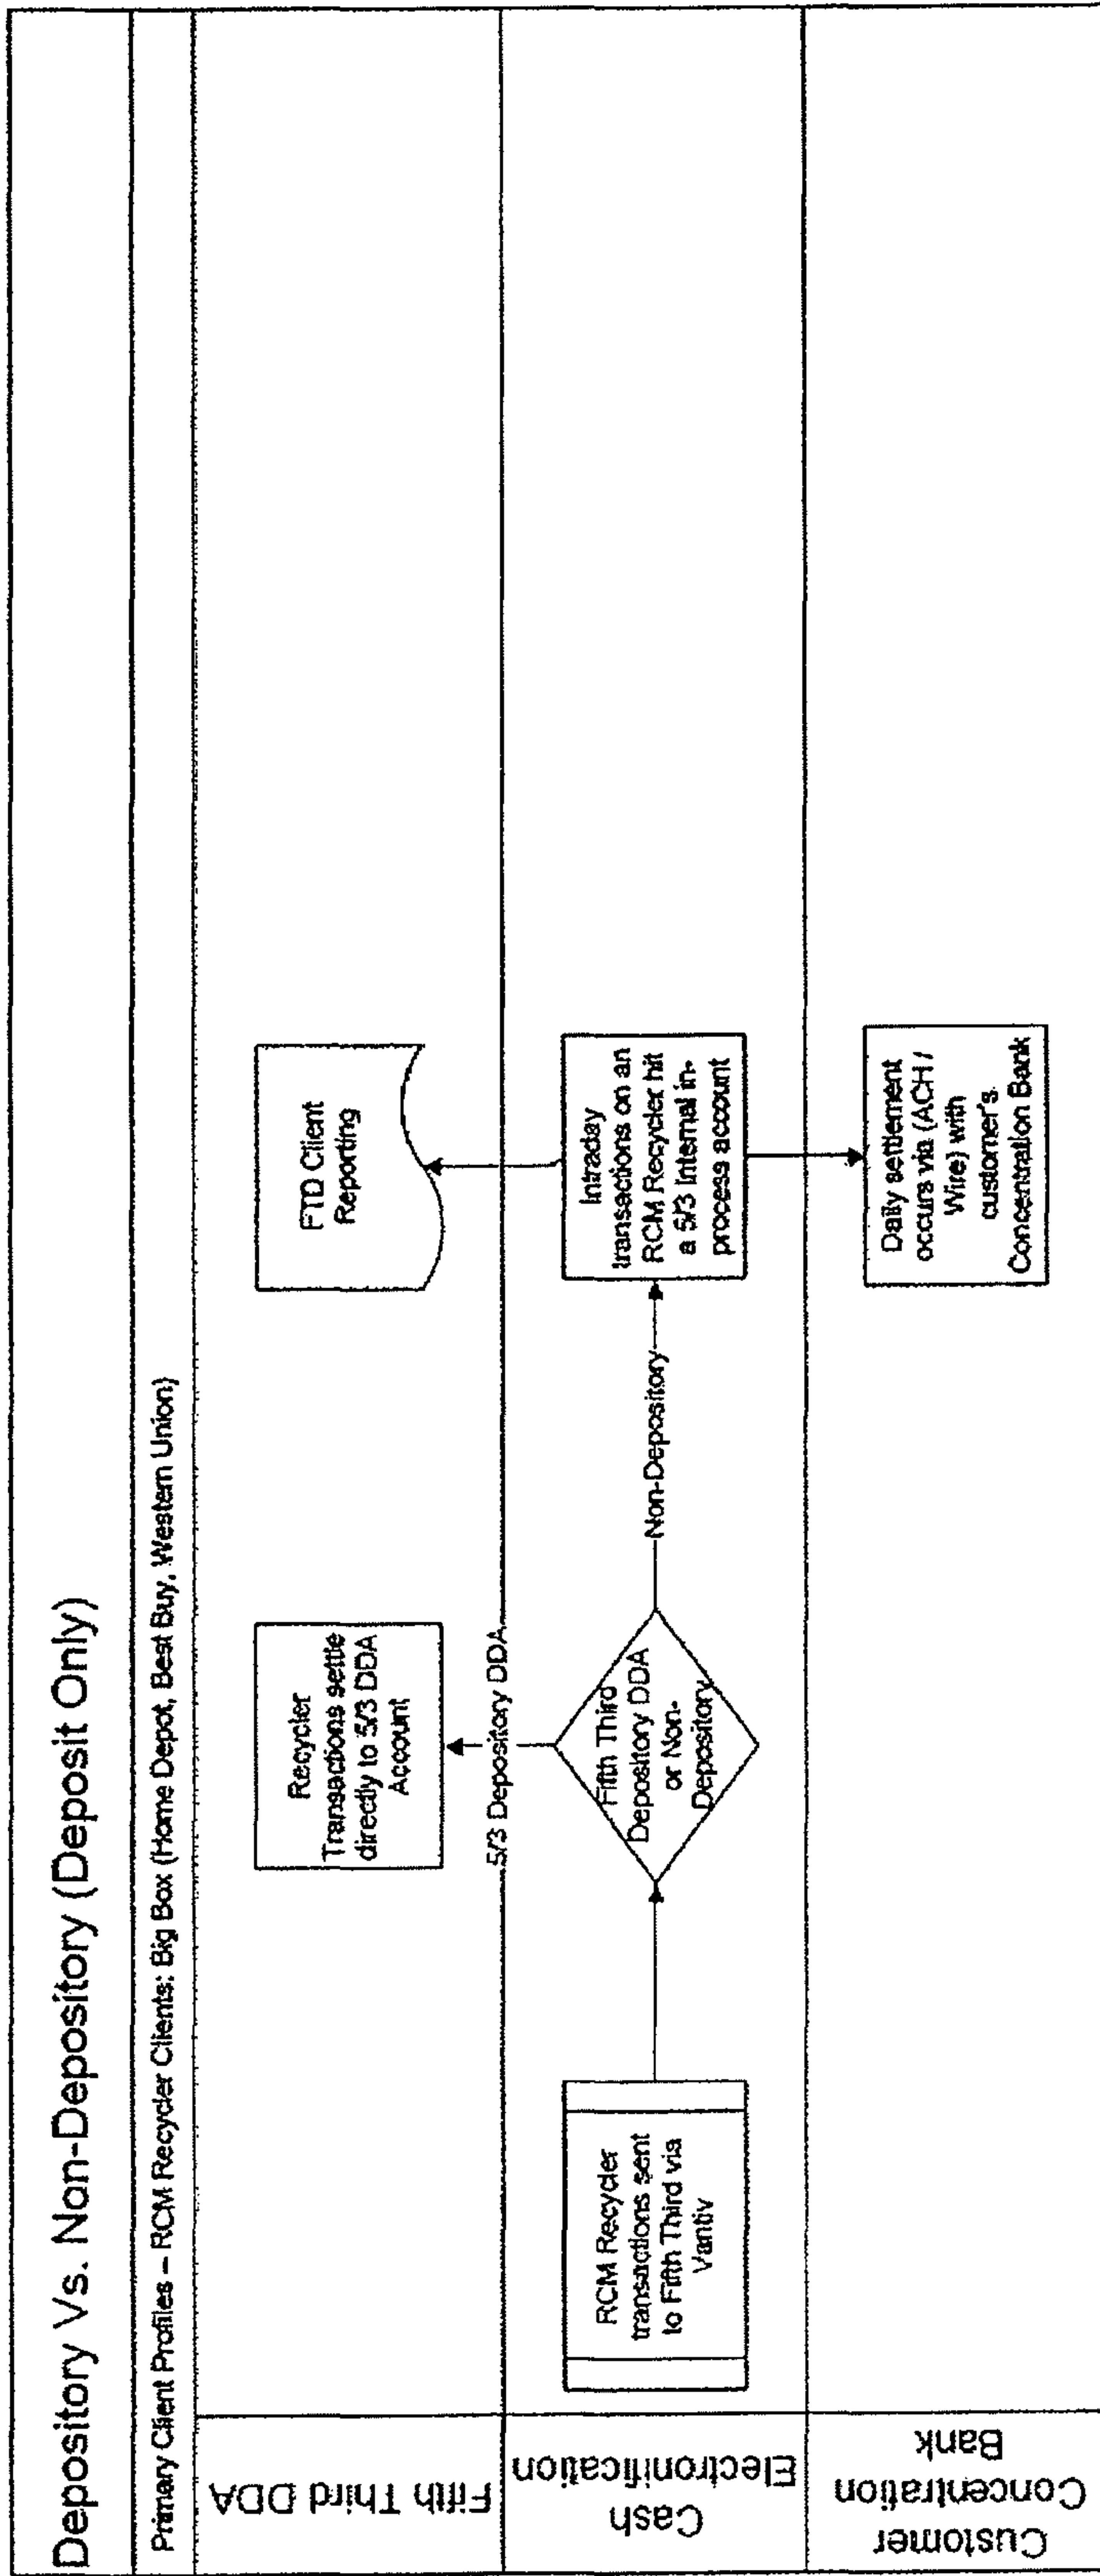 Depository Vs. Non-Depository (Deposit Only)
Primary Client Profiles – RCM Recycler Clients: Big Box (Home Depot, Best Buy, Western Union)
Fifth Third DDA
Recycler
Transactions settle
directly to 5/3 DDA
Account
FTD Client
Reporting
5/3 Depository DDA
Cash
Electronification
RCM Recycler
transactions sent
to Fifth Third via
Vantiv
Fifth Third
Depository DDA
or Non-
Depository
Non-Depository
Intraday
transactions on an
RCM Recycler hit
a 5/3 Internal in-
process account
Customer
Concentration
Bank
Daily settlement
occurs via (ACH /
Wire) with
customer's
Concentration Bank